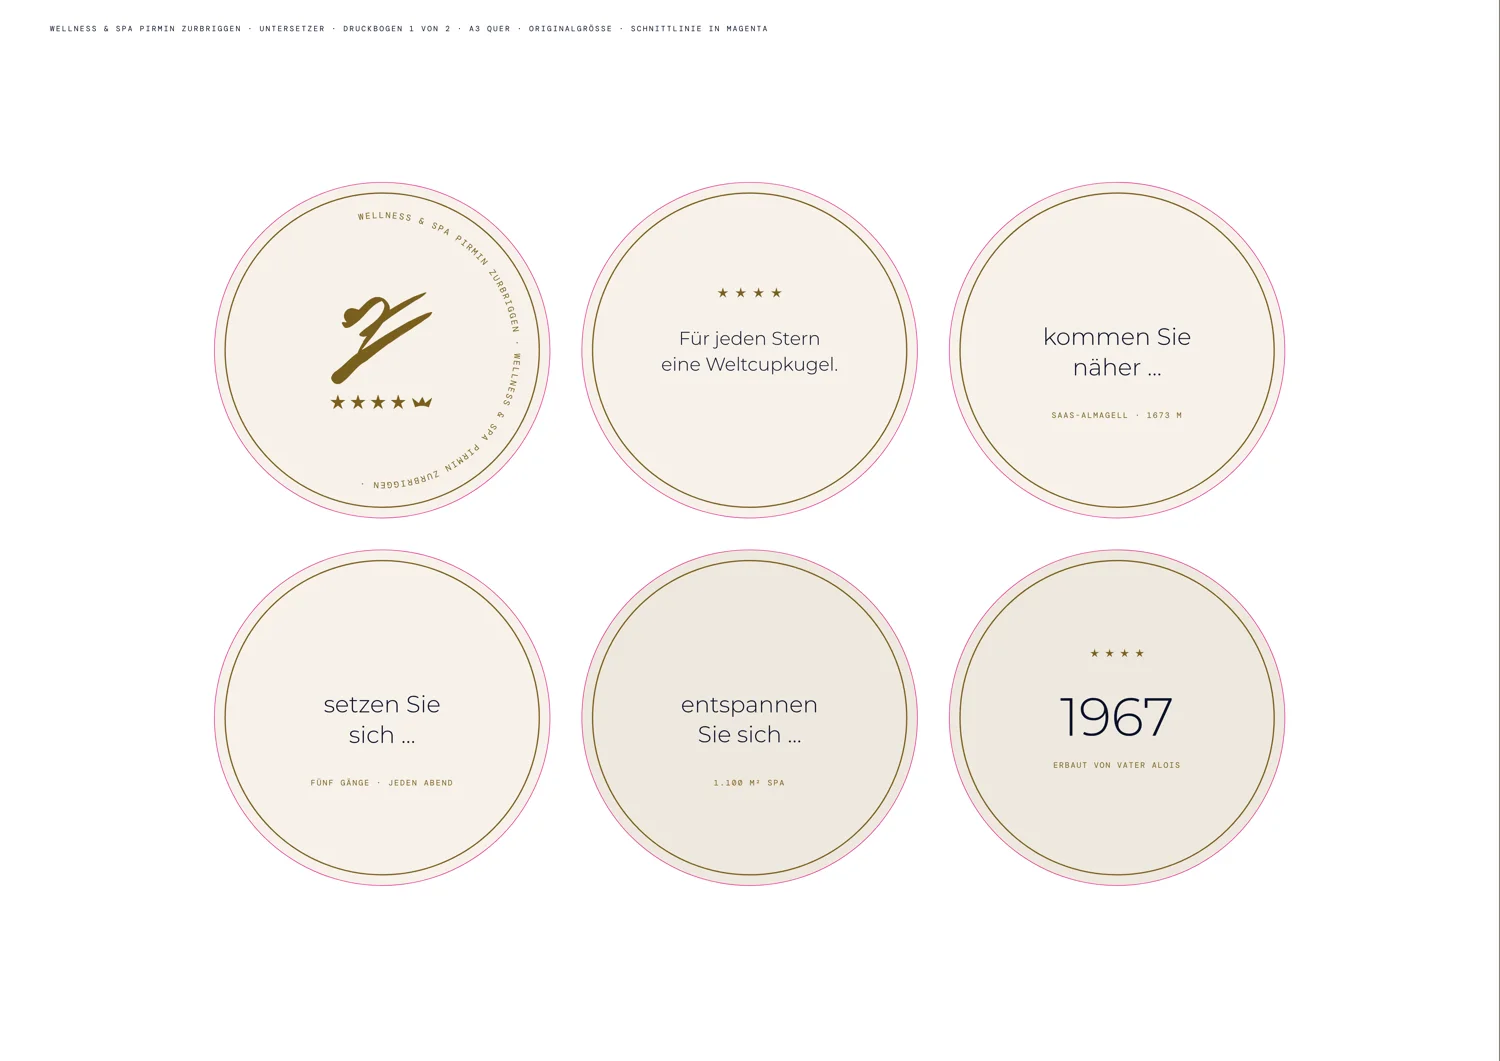 WELLNESS & SPA PIRMIN ZURBRIGGEN · UNTERSETZER · DRUCKBOGEN 1 VON 2 · A3 QUER · ORIGINALGRÖSSE · SCHNITTLINIE IN MAGENTA
WELLNESS & SPA PIRMIN ZURBRIGGEN · WELLNESS & SPA PIRMIN ZURBRIGGEN ·
Für jeden Stern
eine Weltcupkugel.
kommen Sie
näher ...
SAAS-ALMAGELL · 1673 M
setzen Sie
sich ...
FÜNF GÄNGE · JEDEN ABEND
entspannen
Sie sich ...
1.100 M² SPA
1967
ERBAUT VON VATER ALOIS